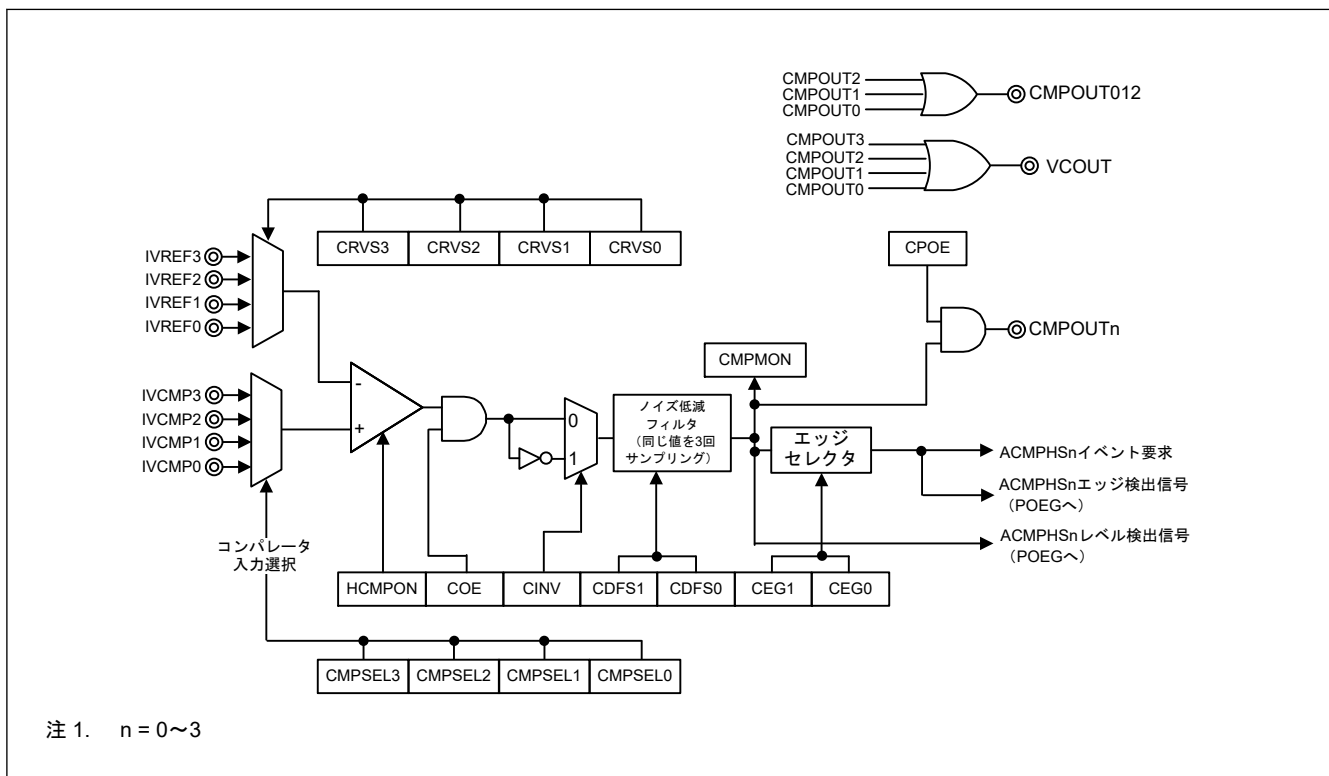 CMPOUT2
CMPOUT1
CMPOUT0
CMPOUT012
CMPOUT3
CMPOUT2
CMPOUT1
CMPOUT0
VCOUT
CRVS3
CRVS2
CRVS1
CRVS0
CPOE
IVREF3
IVREF2
IVREF1
IVREF0
CMPOUTn
CMPMON
IVCMP3
IVCMP2
IVCMP1
IVCMP0
-
+
0
1
ノイズ低減
フィルタ
（同じ値を3回
サンプリング）
エッジ
セレクタ
ACMPHSnイベント要求
ACMPHSnエッジ検出信号
（POEGへ）
ACMPHSnレベル検出信号
（POEGへ）
コンパレータ
入力選択
HCMPON
COE
CINV
CDFS1
CDFS0
CEG1
CEG0
CMPSEL3
CMPSEL2
CMPSEL1
CMPSEL0
注 1. n = 0～3